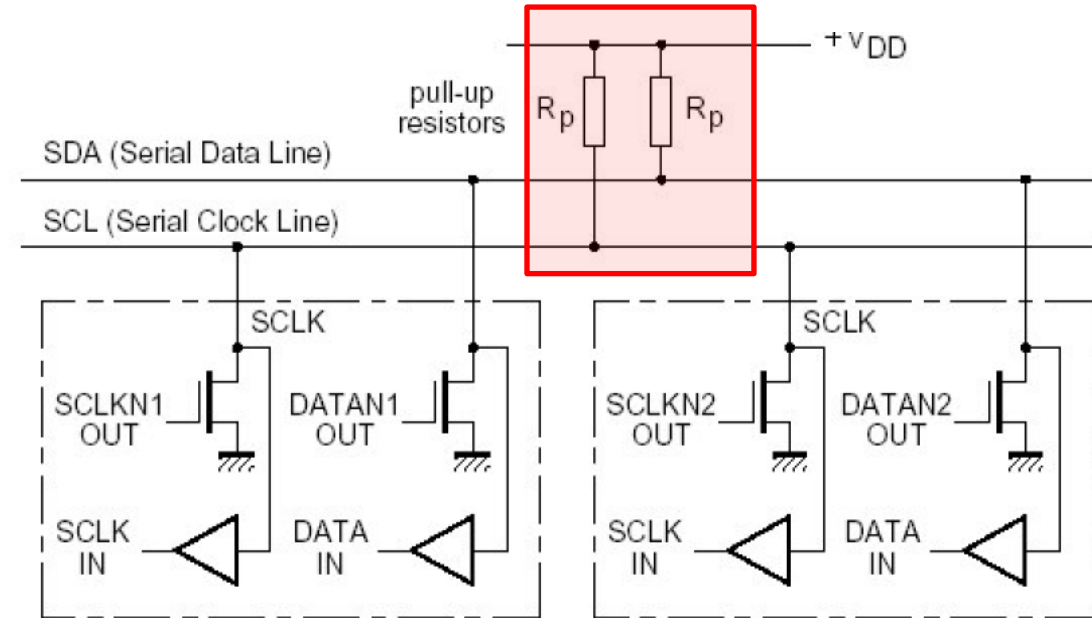 +VDD
pull-up
resistors
Rp
Rp
SDA (Serial Data Line)
SCL (Serial Clock Line)
SCLK
SCLKN1
OUT
DATAN1
OUT
SCLK
IN
DATA
IN
SCLK
SCLKN2
OUT
DATAN2
OUT
SCLK
IN
DATA
IN